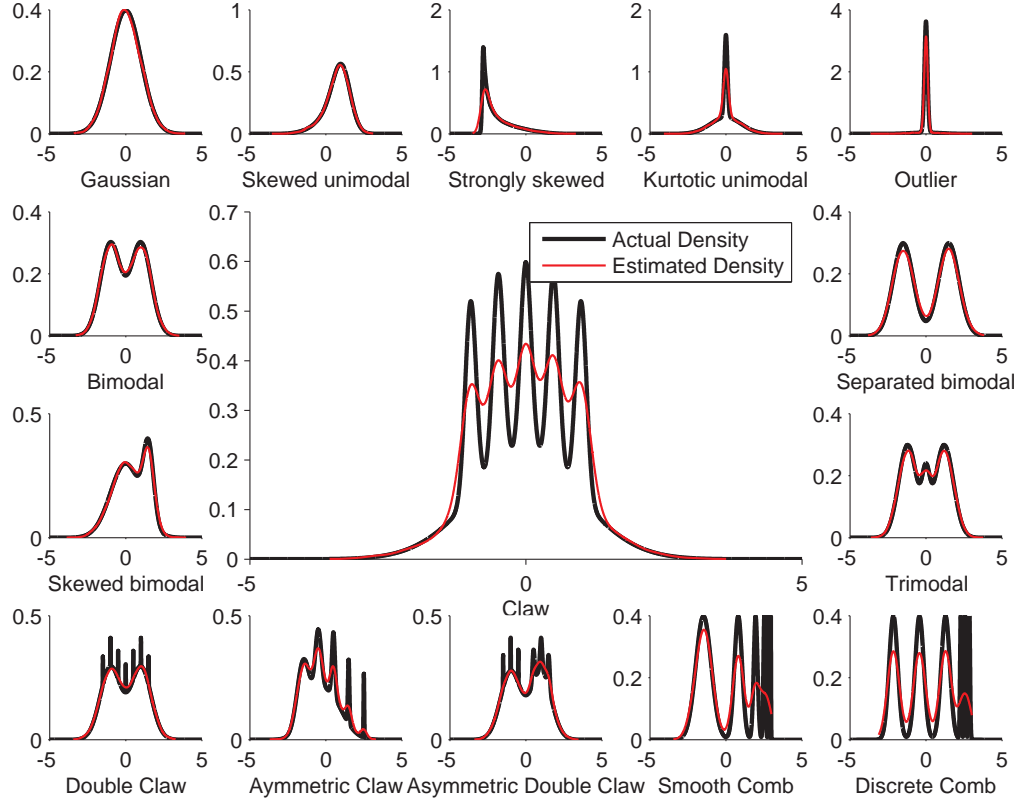 0.4
0.2
0
-5 0 5
Gaussian
1
0.5
0
-5 0 5
Skewed unimodal
2
1
0
-5 0 5
Strongly skewed
2
1
0
-5 0 5
Kurtotic unimodal
4
2
0
-5 0 5
Outlier
0.4
0.2
0
-5 0 5
Bimodal
0.7
0.6
0.5
0.4
0.3
0.2
0.1
0
-5 0 5
Claw
Actual Density
Estimated Density
0.4
0.2
0
-5 0 5
Separated bimodal
0.5
0
-5 0 5
Skewed bimodal
0.4
0.2
0
-5 0 5
Trimodal
0.5
0
-5 0 5
Double Claw
0.5
0
-5 0 5
Aymmetric Claw
0.5
0
-5 0 5
Asymmetric Double Claw
0.4
0.2
0
-5 0 5
Smooth Comb
0.4
0.2
0
-5 0 5
Discrete Comb